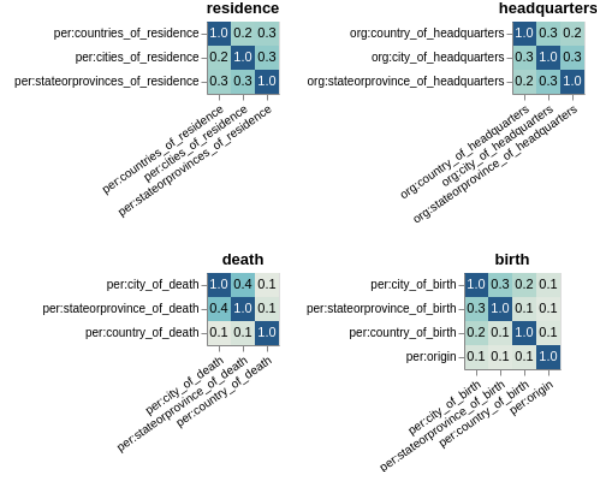 residence
per:countries_of_residence 1.0 0.2 0.3
per:cities_of_residence 0.2 1.0 0.3
per:stateorprovinces_of_residence 0.3 0.3 1.0
per:countries_of_residence
per:cities_of_residence
per:stateorprovinces_of_residence
headquarters
org:country_of_headquarters 1.0 0.3 0.2
org:city_of_headquarters 0.3 1.0 0.3
org:stateorprovince_of_headquarters 0.2 0.3 1.0
org:country_of_headquarters
org:city_of_headquarters
org:stateorprovince_of_headquarters
death
per:city_of_death 1.0 0.4 0.1
per:stateorprovince_of_death 0.4 1.0 0.1
per:country_of_death 0.1 0.1 1.0
per:city_of_death
per:stateorprovince_of_death
per:country_of_death
birth
per:city_of_birth 1.0 0.3 0.2 0.1
per:stateorprovince_of_birth 0.3 1.0 0.1 0.1
per:country_of_birth 0.2 0.1 1.0 0.1
per:origin 0.1 0.1 0.1 1.0
per:city_of_birth
per:stateorprovince_of_birth
per:country_of_birth
per:origin